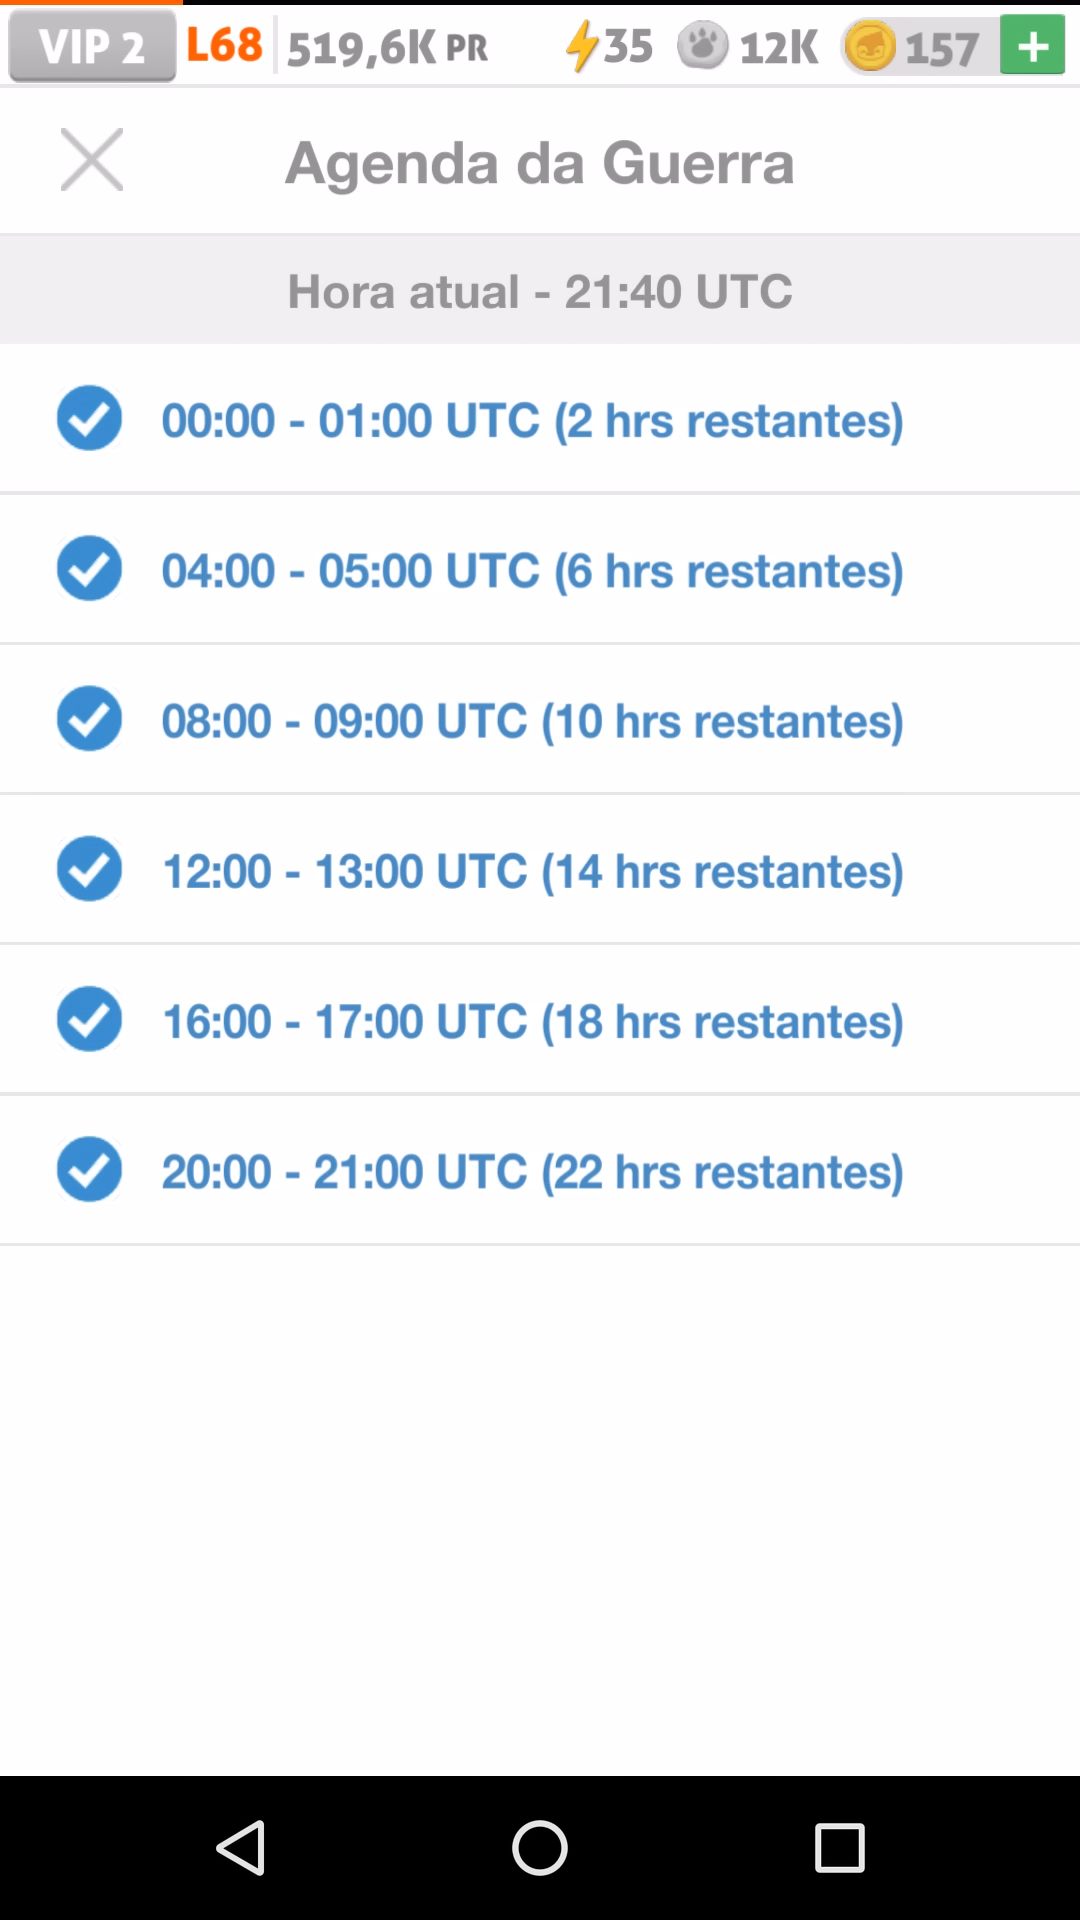 VIP 2 L68 519,6K PR 35 12K 157 +
Agenda da Guerra
Hora atual - 21:40 UTC
00:00 - 01:00 UTC (2 hrs restantes)
04:00 - 05:00 UTC (6 hrs restantes)
08:00 - 09:00 UTC (10 hrs restantes)
12:00 - 13:00 UTC (14 hrs restantes)
16:00 - 17:00 UTC (18 hrs restantes)
20:00 - 21:00 UTC (22 hrs restantes)